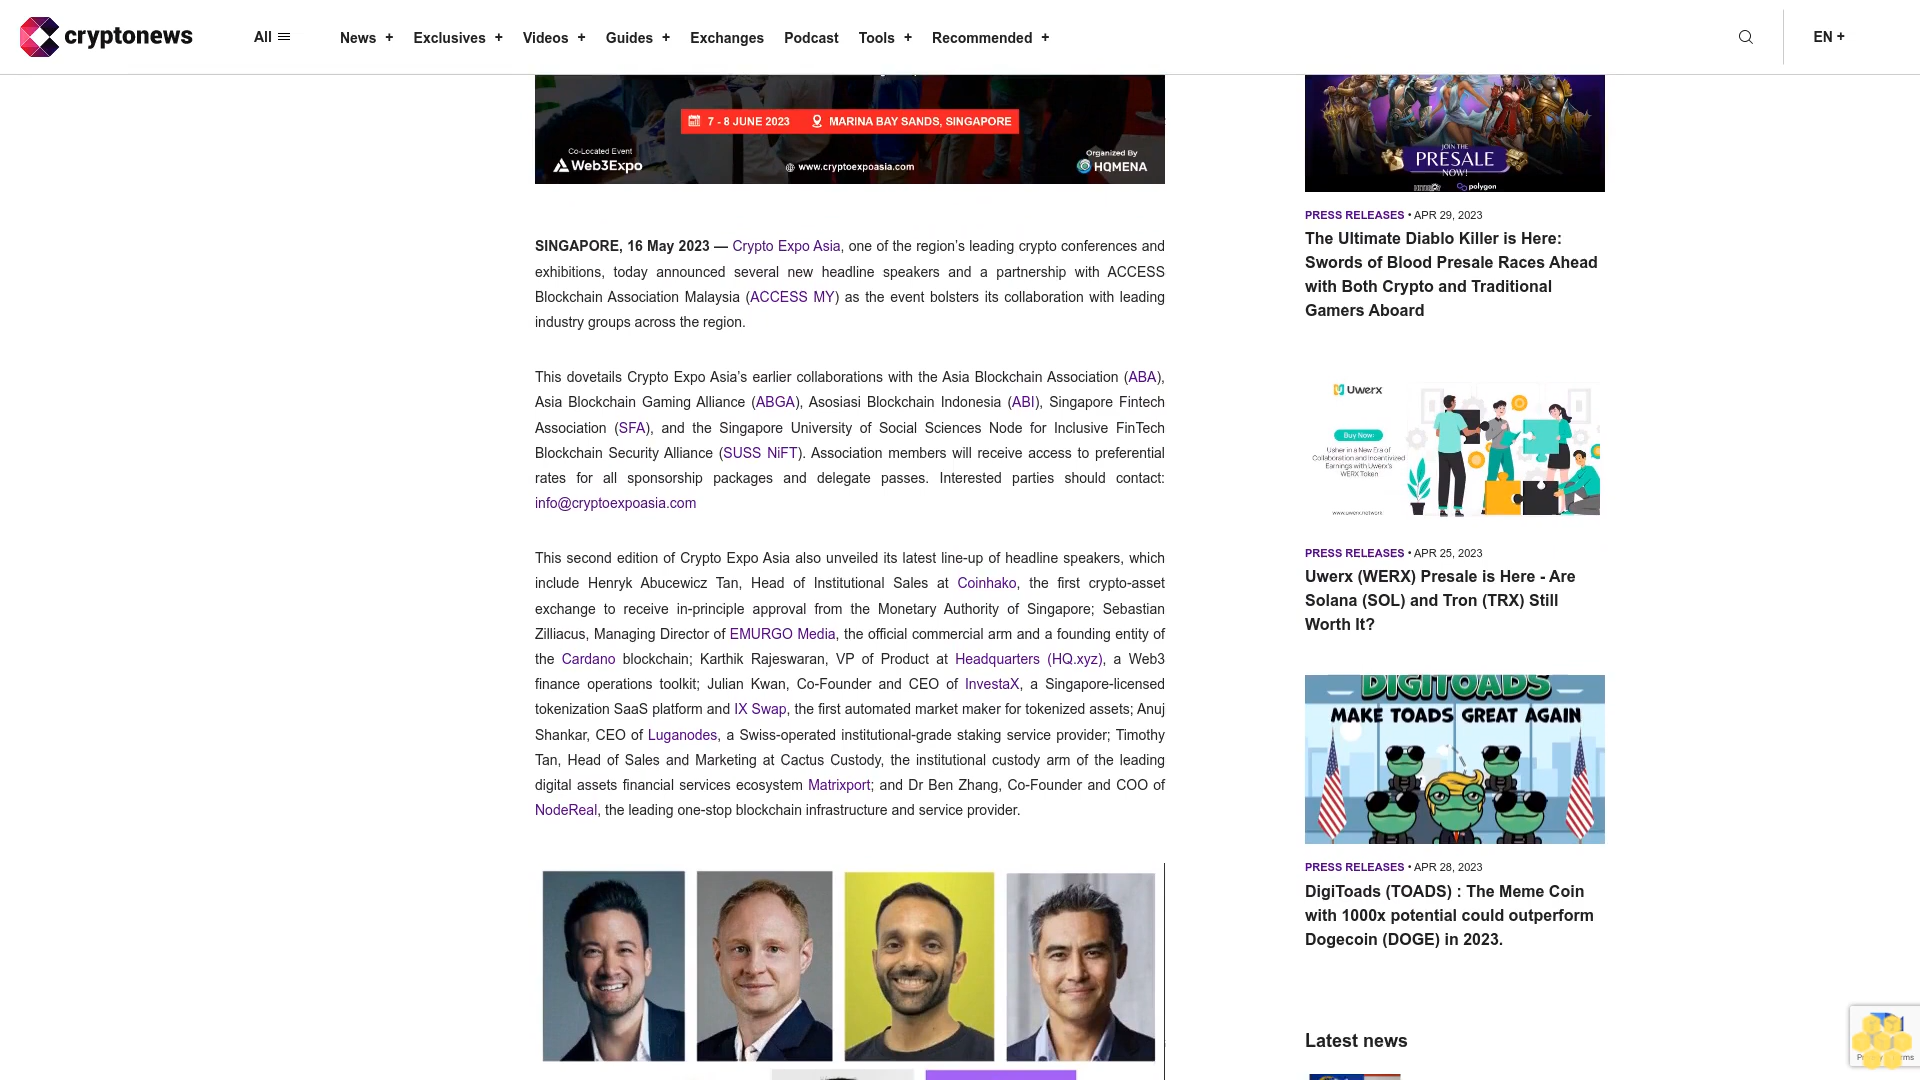 cryptonews
All
News + Exclusives + Videos + Guides + Exchanges Podcast Tools + Recommended +
EN +
7 - 8 JUNE 2023 MARINA BAY SANDS, SINGAPORE
Co-Located Event
Web3Expo
www.cryptoexpoasia.com
Organized By
HQMENA
SINGAPORE, 16 May 2023 — Crypto Expo Asia, one of the region’s leading crypto conferences and
exhibitions, today announced several new headline speakers and a partnership with ACCESS
Blockchain Association Malaysia (ACCESS MY) as the event bolsters its collaboration with leading
industry groups across the region.
This dovetails Crypto Expo Asia’s earlier collaborations with the Asia Blockchain Association (ABA),
Asia Blockchain Gaming Alliance (ABGA), Asosiasi Blockchain Indonesia (ABI), Singapore Fintech
Association (SFA), and the Singapore University of Social Sciences Node for Inclusive FinTech
Blockchain Security Alliance (SUSS NiFT). Association members will receive access to preferential
rates for all sponsorship packages and delegate passes. Interested parties should contact:
info@cryptoexpoasia.com
This second edition of Crypto Expo Asia also unveiled its latest line-up of headline speakers, which
include Henryk Abucewicz Tan, Head of Institutional Sales at Coinhako, the first crypto-asset
exchange to receive in-principle approval from the Monetary Authority of Singapore; Sebastian
Zilliacus, Managing Director of EMURGO Media, the official commercial arm and a founding entity of
the Cardano blockchain; Karthik Rajeswaran, VP of Product at Headquarters (HQ.xyz), a Web3
finance operations toolkit; Julian Kwan, Co-Founder and CEO of InvestaX, a Singapore-licensed
tokenization SaaS platform and IX Swap, the first automated market maker for tokenized assets; Anuj
Shankar, CEO of Luganodes, a Swiss-operated institutional-grade staking service provider; Timothy
Tan, Head of Sales and Marketing at Cactus Custody, the institutional custody arm of the leading
digital assets financial services ecosystem Matrixport; and Dr Ben Zhang, Co-Founder and COO of
NodeReal, the leading one-stop blockchain infrastructure and service provider.
JOIN THE
PRESALE
NOW!
polygon
PRESS RELEASES • APR 29, 2023
The Ultimate Diablo Killer is Here:
Swords of Blood Presale Races Ahead
with Both Crypto and Traditional
Gamers Aboard
Uwerx
Buy Now:
Usher in a New Era of
Collaboration and Incentivized
Earnings with Uwerx's
WERX Token
www.uwerx.network
PRESS RELEASES • APR 25, 2023
Uwerx (WERX) Presale is Here - Are
Solana (SOL) and Tron (TRX) Still
Worth It?
DIGITOADS
MAKE TOADS GREAT AGAIN
PRESS RELEASES • APR 28, 2023
DigiToads (TOADS) : The Meme Coin
with 1000x potential could outperform
Dogecoin (DOGE) in 2023.
Latest news